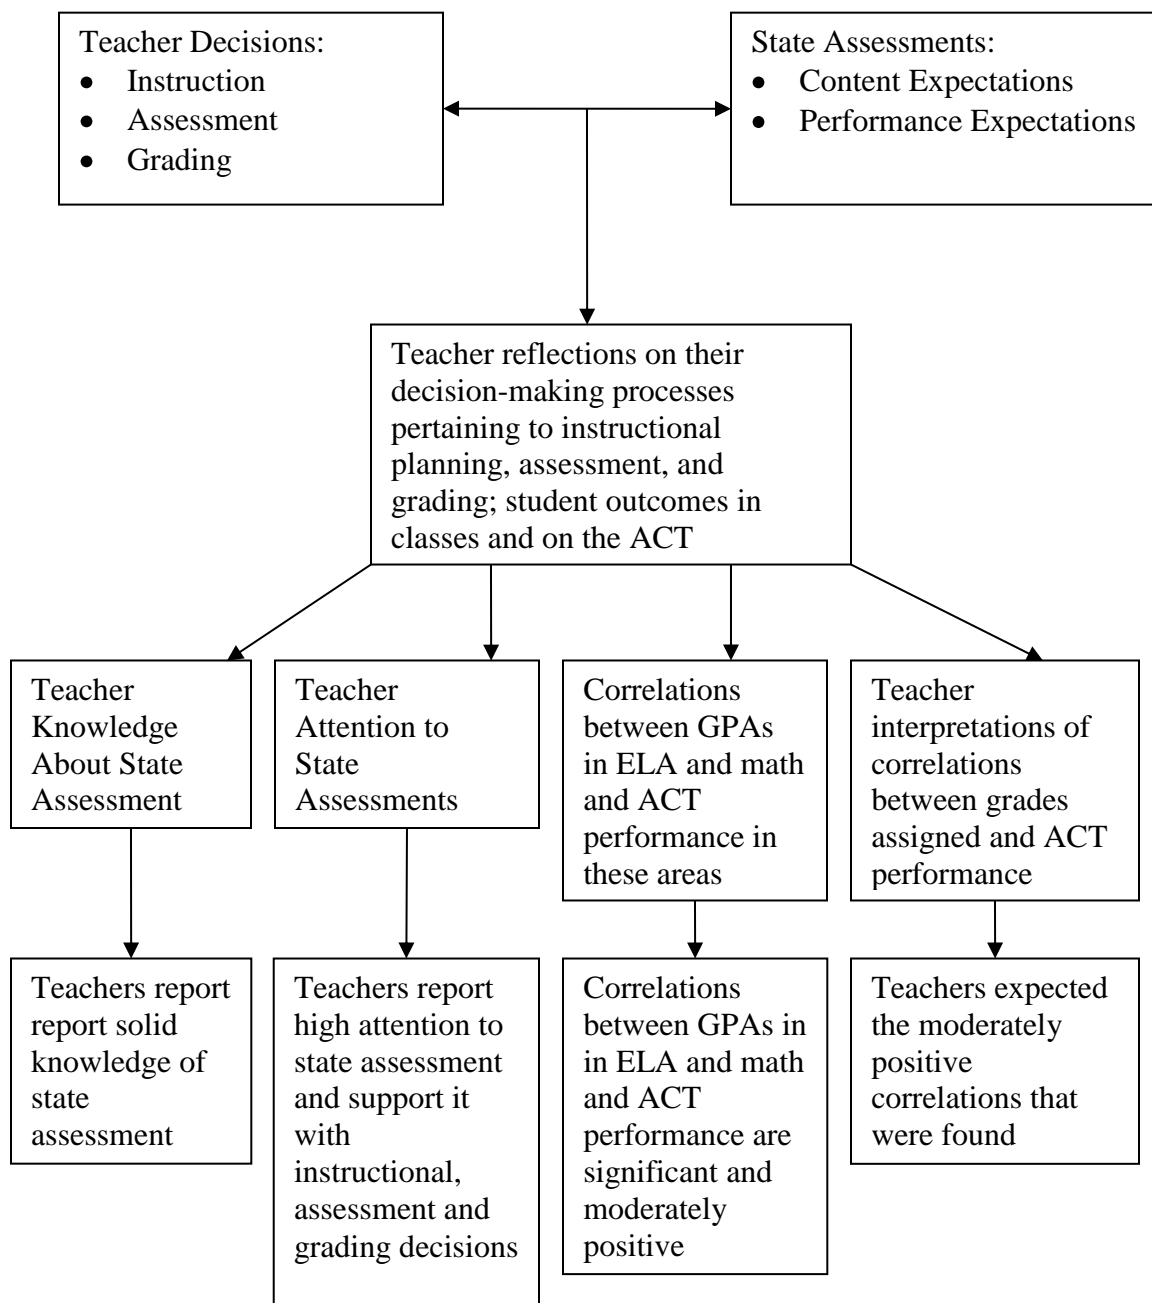 Teacher Decisions:
• Instruction
• Assessment
• Grading
State Assessments:
• Content Expectations
• Performance Expectations
Teacher reflections on their
decision-making processes
pertaining to instructional
planning, assessment, and
grading; student outcomes in
classes and on the ACT
Teacher
Knowledge
About State
Assessment
Teacher
Attention to
State
Assessments
Correlations
between GPAs
in ELA and math
and ACT
performance in
these areas
Teacher
interpretations of
correlations
between grades
assigned and ACT
performance
Teachers report
report solid
knowledge of
state
assessment
Teachers report
high attention to
state assessment
and support it
with
instructional,
assessment and
grading decisions
Correlations
between GPAs in
in ELA and math
and ACT
performance are
significant and
moderately
positive
Teachers expected
the moderately
positive
correlations that
were found